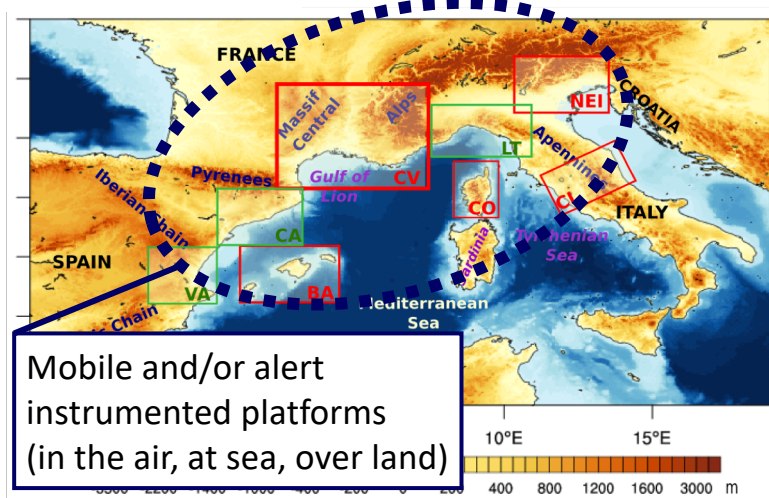 FRANCE
Massif
Central
Alps
NEI
CROATIA
LT
Apennines
Pyrenees
Gulf of
Lion
CV
Iberian Chain
CO
CI
ITALY
CA
Tyrrhenian
Sea
SPAIN
Sardinia
VA
BA
Mediterranean
Sea
Chain
Mobile and/or alert
instrumented platforms
(in the air, at sea, over land)
10°E 15°E
400 800 1200 1600 3000 m